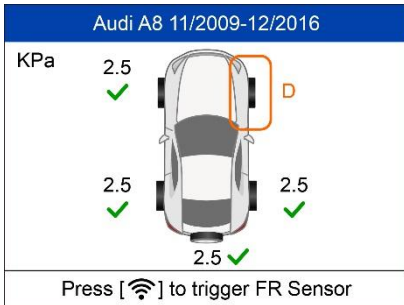 Audi A8 11/2009-12/2016
KPa
2.5
D
2.5
2.5
2.5
Press [ ] to trigger FR Sensor